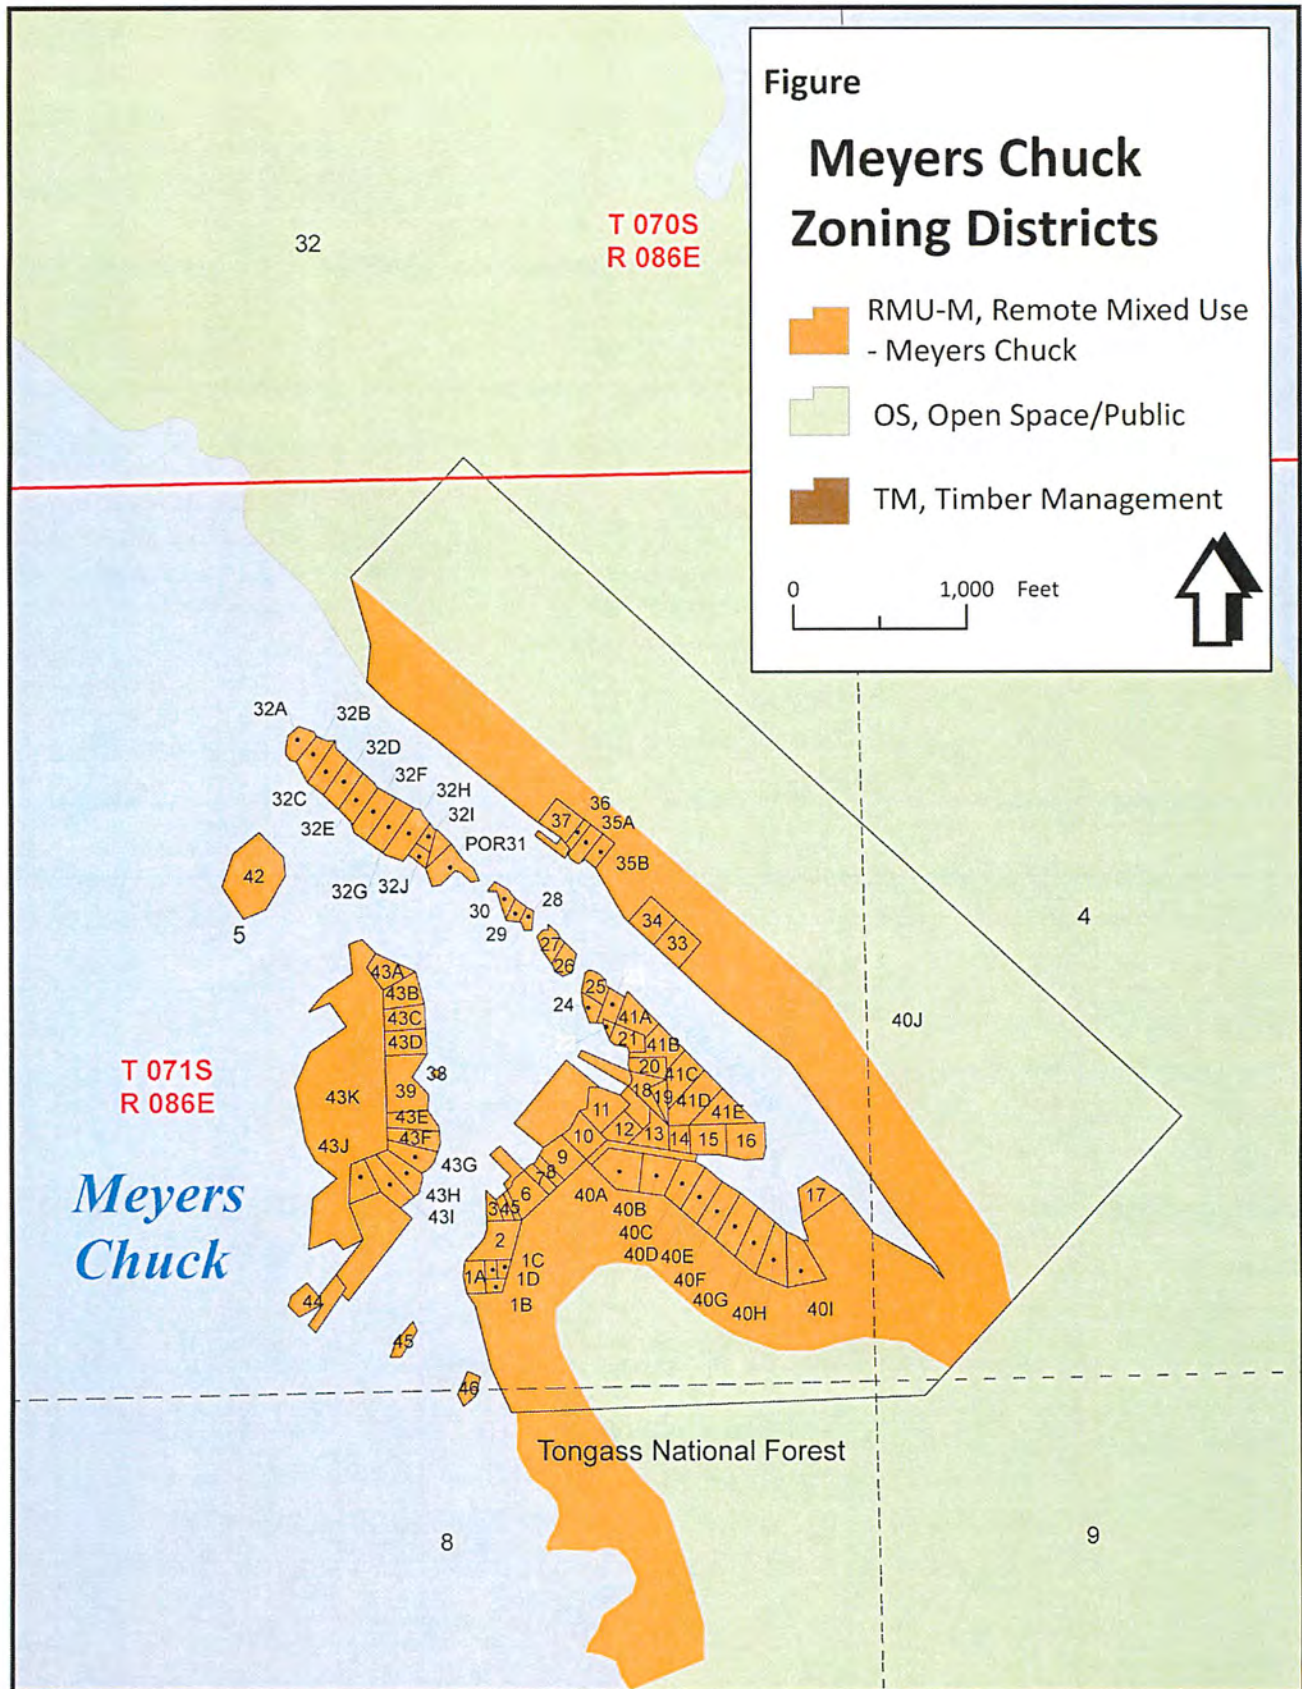 Figure
Meyers Chuck
Zoning Districts
RMU-M, Remote Mixed Use
- Meyers Chuck
OS, Open Space/Public
TM, Timber Management
0 1,000 Feet
32
T 070S
R 086E
32A
32B
32D
32F
32H
32I
POR31
32C
32E
32G
32J
42
5
36
37
35A
35B
34
33
4
30
29
28
27
26
25
24
41A
21
41B
20
41C
18
19
41D
41E
40J
43A
43B
43C
43D
38
39
43K
43E
43F
43J
43G
43H
43I
T 071S
R 086E
Meyers
Chuck
11
12
13
14
15
16
10
9
8
7
6
5
4
3
2
17
40A
40B
40C
40D
40E
40F
40G
40H
40I
1A
1C
1D
1B
44
45
46
Tongass National Forest
8
9